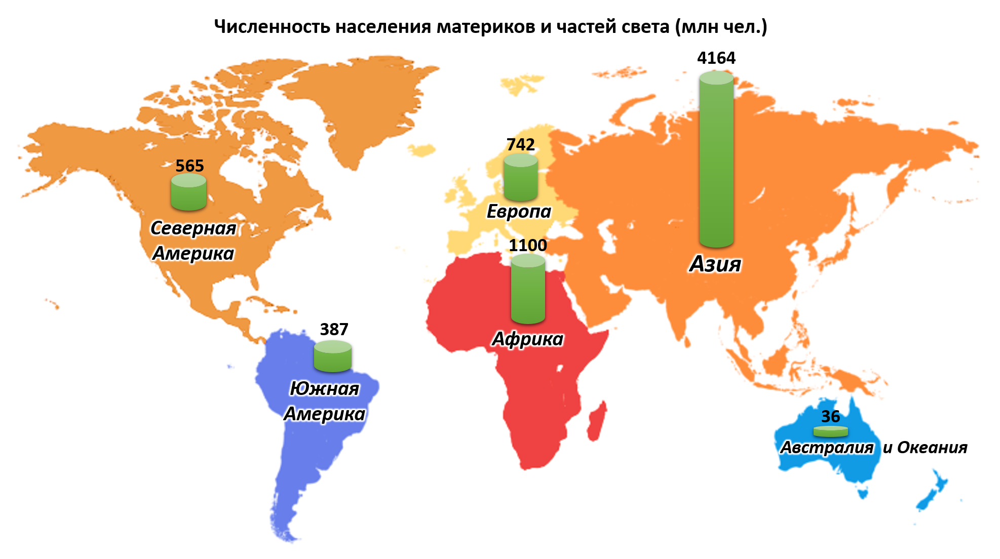 Численность населения материков и частей света (млн чел.)
4164
742
565
Северная
Америка
Европа
1100
Азия
387
Африка
Южная
Америка
36
Австралия и Океания